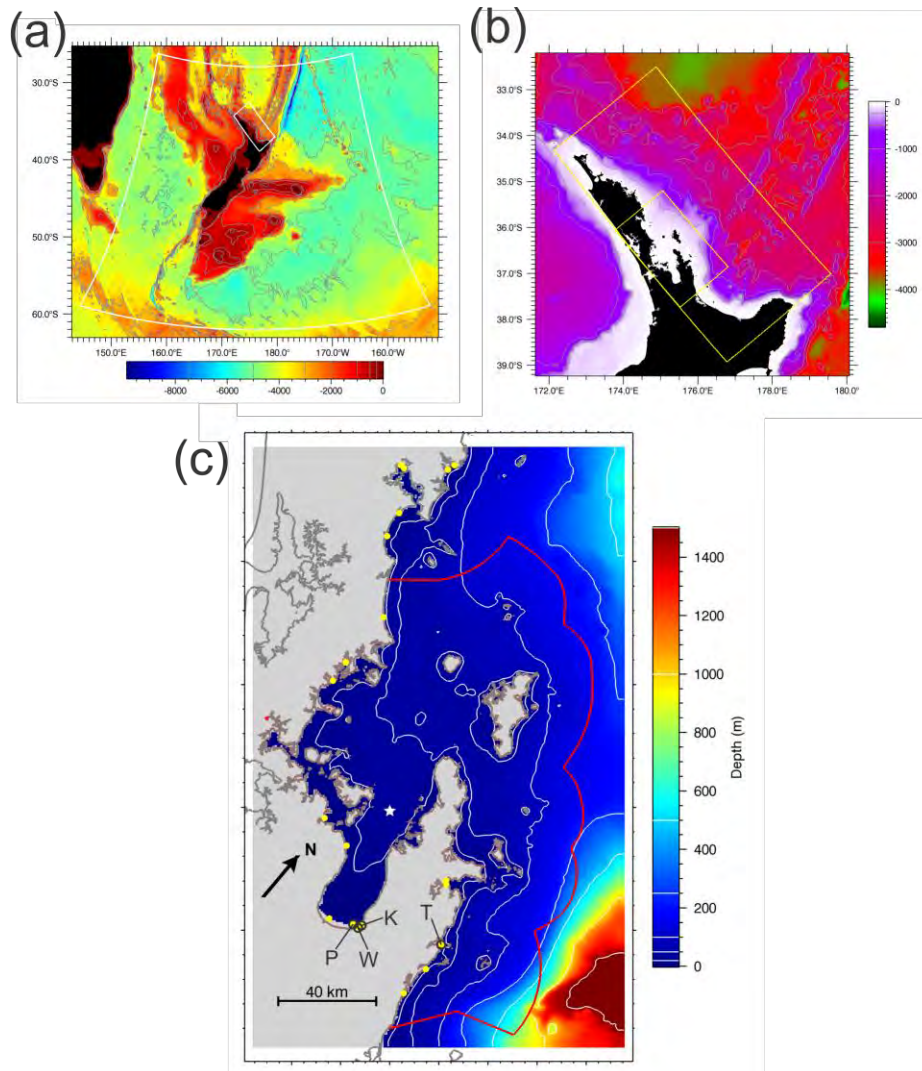 (a)
30.0°S
40.0°S
50.0°S
60.0°S
150.0°E 160.0°E 170.0°E 180.0° 170.0°W 160.0°W
-8000 -6000 -4000 -2000 0
(b)
33.0°S
34.0°S
35.0°S
36.0°S
37.0°S
38.0°S
39.0°S
172.0°E 174.0°E 176.0°E 178.0°E 180.0°
0
-1000
-2000
-3000
-4000
(c)
N
K
T
P
W
40 km
1400
1200
1000
800
600
400
200
0
Depth (m)